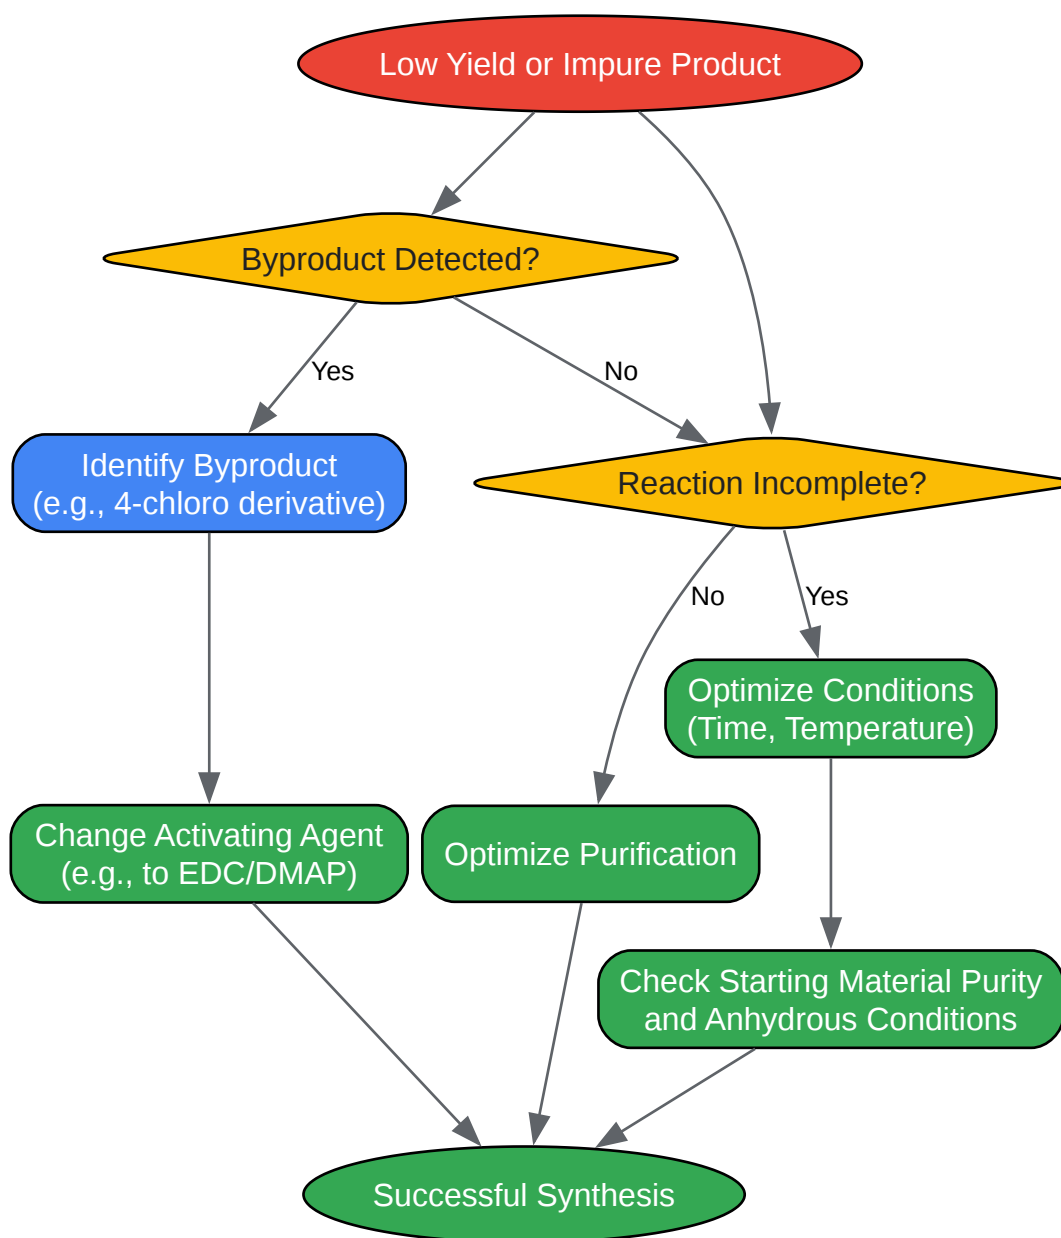 Low Yield or Impure Product
Byproduct Detected?
Yes
No
Identify Byproduct
(e.g., 4-chloro derivative)
Reaction Incomplete?
No
Yes
Optimize Conditions
(Time, Temperature)
Change Activating Agent
(e.g., to EDC/DMAP)
Optimize Purification
Check Starting Material Purity
and Anhydrous Conditions
Successful Synthesis